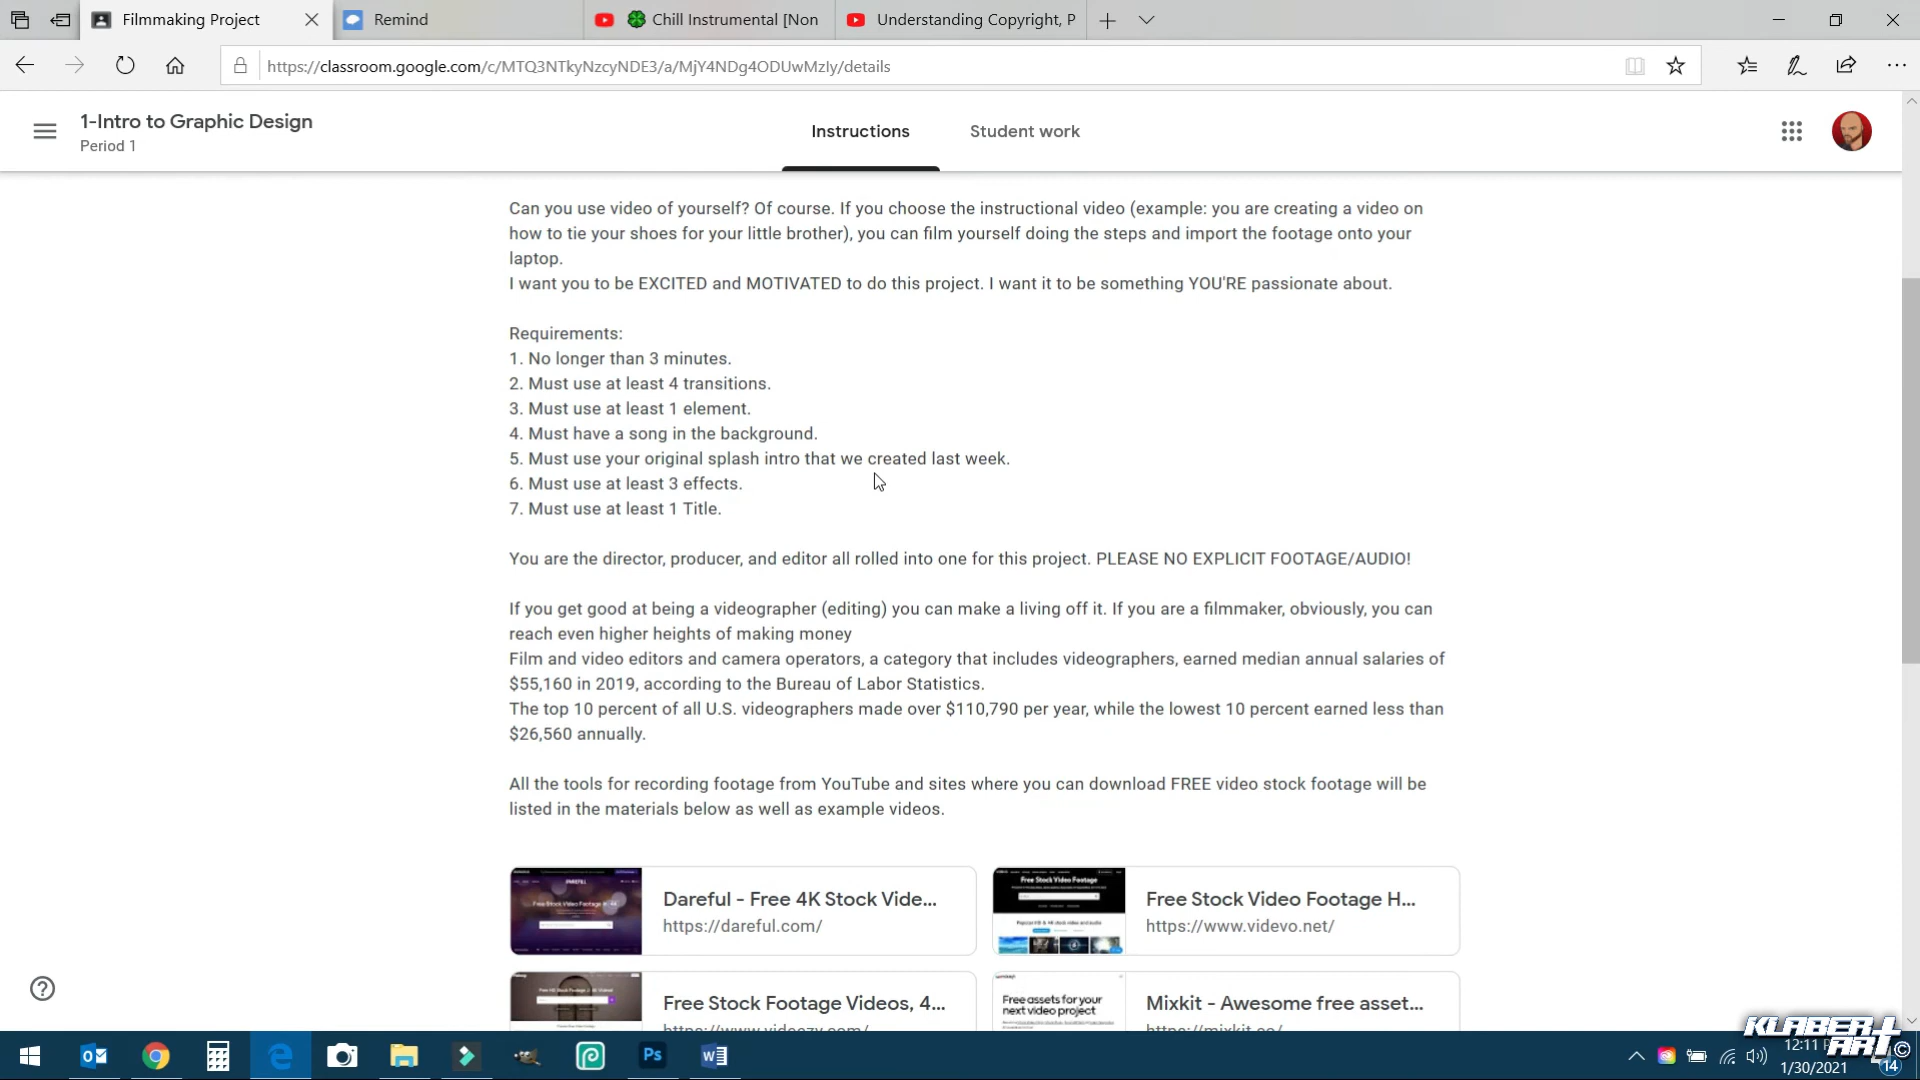 Filmmaking Project
Remind
Chill Instrumental [Non
Understanding Copyright, P
https://classroom.google.com/c/MTQ3NTkyNzcyNDE3/a/MjY4NDg4ODUwMzIy/details
1-Intro to Graphic Design
Period 1
Instructions
Student work
Can you use video of yourself? Of course. If you choose the instructional video (example: you are creating a video on
how to tie your shoes for your little brother), you can film yourself doing the steps and import the footage onto your
laptop.
I want you to be EXCITED and MOTIVATED to do this project. I want it to be something YOU'RE passionate about.
Requirements:
1. No longer than 3 minutes.
2. Must use at least 4 transitions.
3. Must use at least 1 element.
4. Must have a song in the background.
5. Must use your original splash intro that we created last week.
6. Must use at least 3 effects.
7. Must use at least 1 Title.
You are the director, producer, and editor all rolled into one for this project. PLEASE NO EXPLICIT FOOTAGE/AUDIO!
If you get good at being a videographer (editing) you can make a living off it. If you are a filmmaker, obviously, you can
reach even higher heights of making money
Film and video editors and camera operators, a category that includes videographers, earned median annual salaries of
$55,160 in 2019, according to the Bureau of Labor Statistics.
The top 10 percent of all U.S. videographers made over $110,790 per year, while the lowest 10 percent earned less than
$26,560 annually.
All the tools for recording footage from YouTube and sites where you can download FREE video stock footage will be
listed in the materials below as well as example videos.
Dareful - Free 4K Stock Vide...
https://dareful.com/
Free Stock Video Footage
Free Stock Video Footage H...
https://www.videvo.net/
Free Stock Footage Videos, 4...
https://www.videezy.com/
Free assets for your
next video project
Mixkit - Awesome free asset...
https://mixkit.co/
KLABER
ART ©
12:11 P
1/30/2021
14
Ps